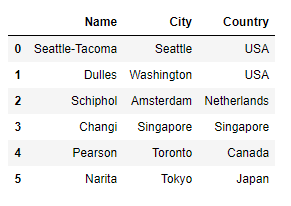 Name City Country
0 Seattle-Tacoma Seattle USA
1 Dulles Washington USA
2 Schiphol Amsterdam Netherlands
3 Changi Singapore Singapore
4 Pearson Toronto Canada
5 Narita Tokyo Japan